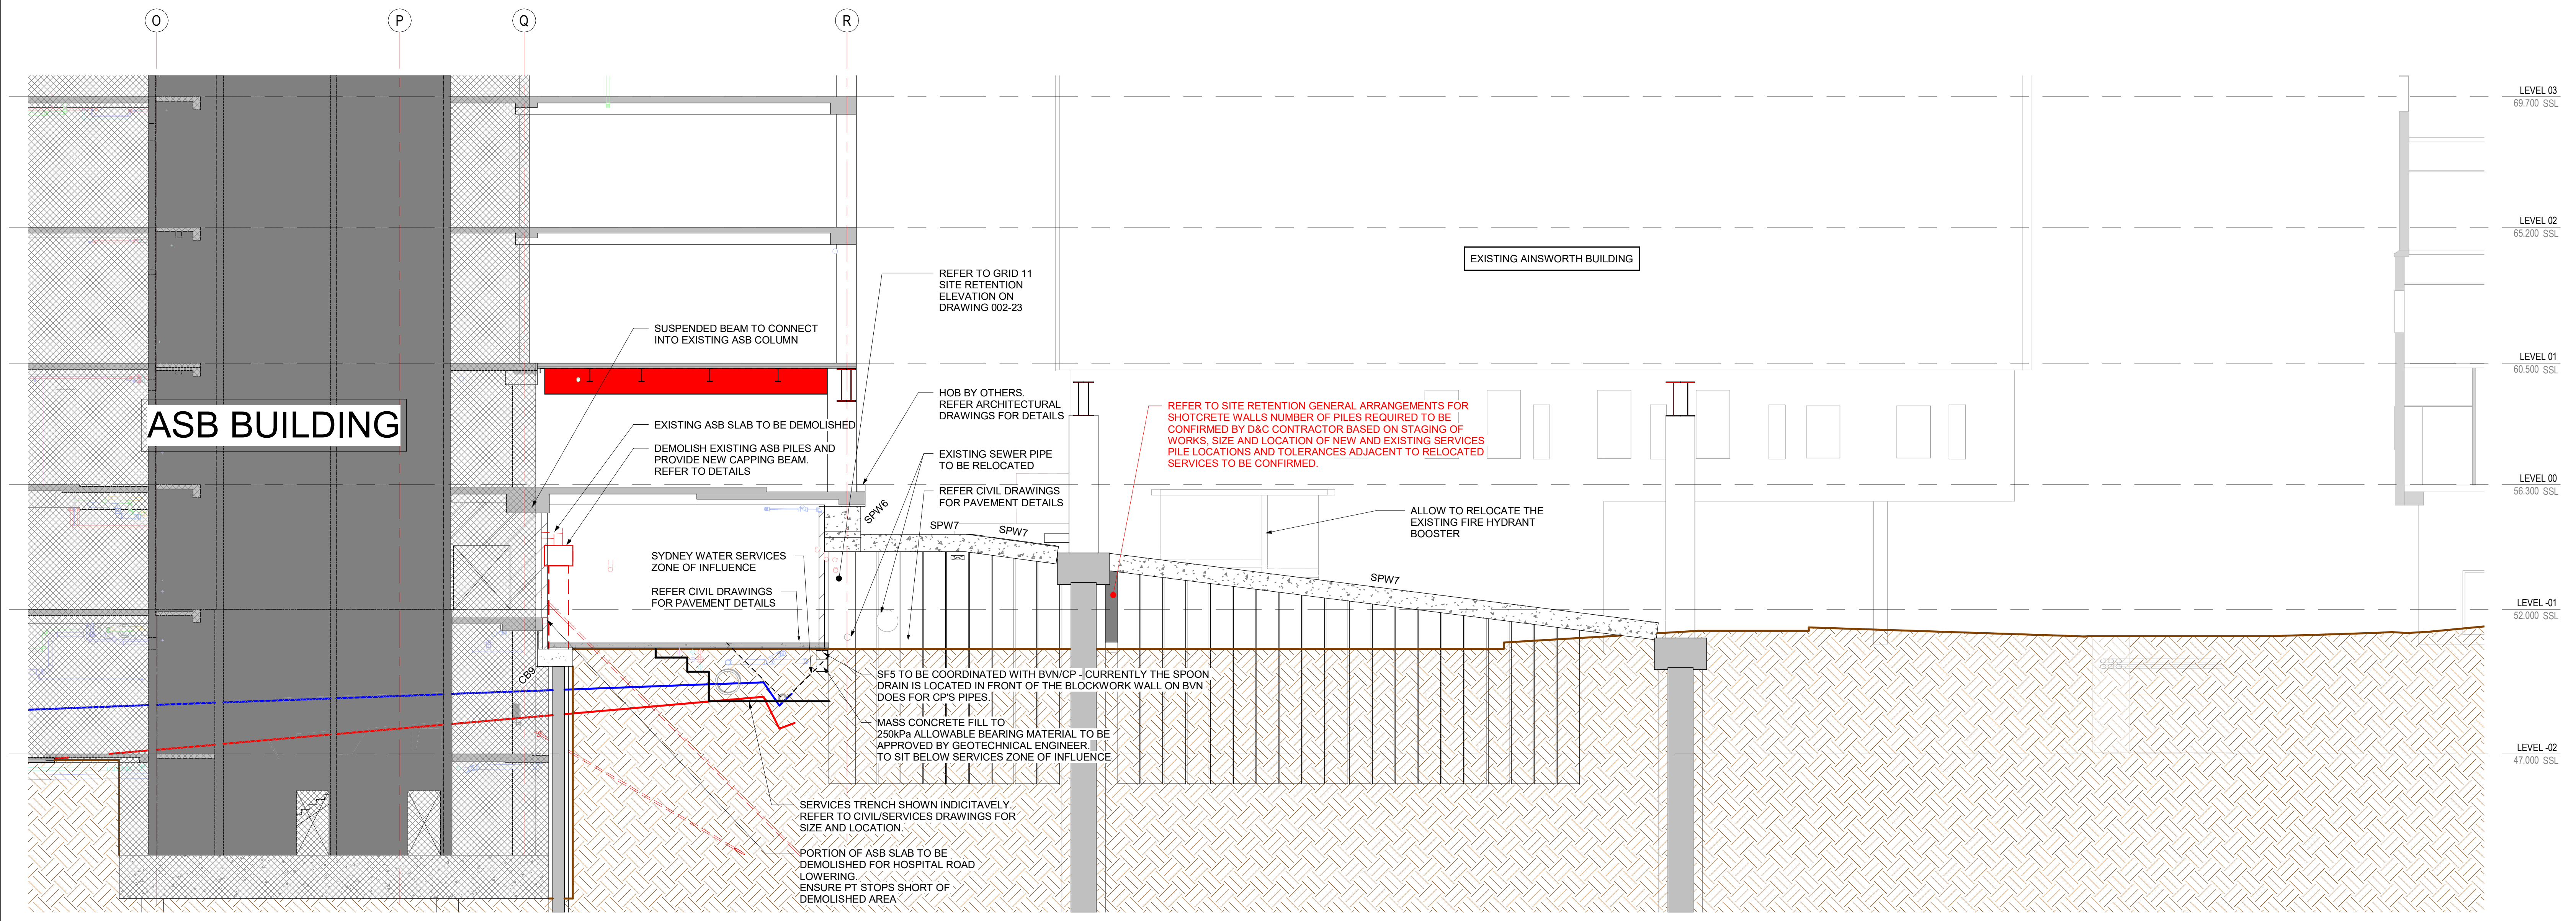 O
P
Q
R
LEVEL 03
69.700 SSL
LEVEL 02
65.200 SSL
EXISTING AINSWORTH BUILDING
REFER TO GRID 11
SITE RETENTION
ELEVATION ON
DRAWING 002-23
SUSPENDED BEAM TO CONNECT
INTO EXISTING ASB COLUMN
LEVEL 01
60.500 SSL
ASB BUILDING
HOB BY OTHERS.
REFER ARCHITECTURAL
DRAWINGS FOR DETAILS
REFER TO SITE RETENTION GENERAL ARRANGEMENTS FOR
SHOTCRETE WALLS NUMBER OF PILES REQUIRED TO BE
CONFIRMED BY D&C CONTRACTOR BASED ON STAGING OF
WORKS, SIZE AND LOCATION OF NEW AND EXISTING SERVICES
PILE LOCATIONS AND TOLERANCES ADJACENT TO RELOCATED
SERVICES TO BE CONFIRMED.
EXISTING ASB SLAB TO BE DEMOLISHED
DEMOLISH EXISTING ASB PILES AND
PROVIDE NEW CAPPING BEAM.
REFER TO DETAILS
EXISTING SEWER PIPE
TO BE RELOCATED
REFER CIVIL DRAWINGS
FOR PAVEMENT DETAILS
LEVEL 00
56.300 SSL
ALLOW TO RELOCATE THE
EXISTING FIRE HYDRANT
BOOSTER
SPW6
SPW7
SPW7
SPW7
SYDNEY WATER SERVICES
ZONE OF INFLUENCE
REFER CIVIL DRAWINGS
FOR PAVEMENT DETAILS
LEVEL -01
52.000 SSL
CB9
SF5 TO BE COORDINATED WITH BVN/CP - CURRENTLY THE SPOON
DRAIN IS LOCATED IN FRONT OF THE BLOCKWORK WALL ON BVN
DOES FOR CP'S PIPES.
MASS CONCRETE FILL TO
250kPa ALLOWABLE BEARING MATERIAL TO BE
APPROVED BY GEOTECHNICAL ENGINEER.
TO SIT BELOW SERVICES ZONE OF INFLUENCE
LEVEL -02
47.000 SSL
SERVICES TRENCH SHOWN INDICITAVELY.
REFER TO CIVIL/SERVICES DRAWINGS FOR
SIZE AND LOCATION.
PORTION OF ASB SLAB TO BE
DEMOLISHED FOR HOSPITAL ROAD
LOWERING.
ENSURE PT STOPS SHORT OF
DEMOLISHED AREA